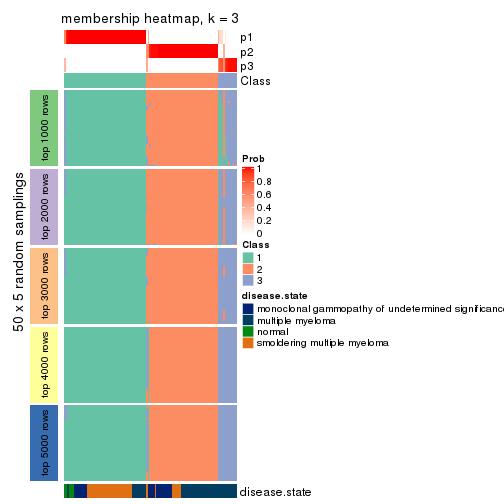 membership heatmap, k = 3
p1
p2
p3
Class
50 x 5 random samplings
top 1000 rows
top 2000 rows
top 3000 rows
top 4000 rows
top 5000 rows
Prob
1
0.8
0.6
0.4
0.2
0
Class
1
2
3
disease.state
monoclonal gammopathy of undetermined significance
multiple myeloma
normal
smoldering multiple myeloma
disease.state